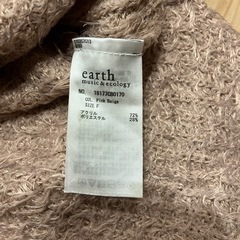 earth
music&ecology
NO. 1B173C80170
COL Pink Beige
SIZE F
アクリル 72%
ポリエステル 28%